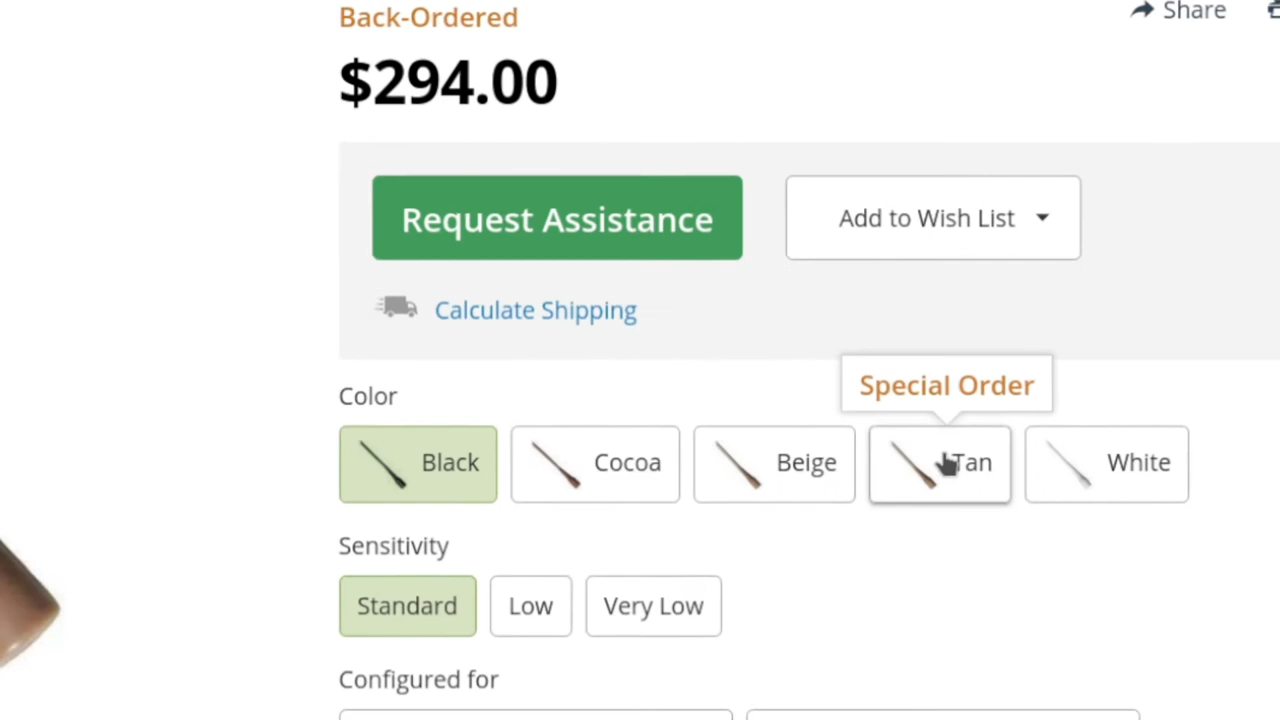 Back-Ordered
Share
$294.00
Request Assistance
Add to Wish List
Calculate Shipping
Special Order
Color
Black
Cocoa
Beige
Tan
White
Sensitivity
Standard
Low
Very Low
Configured for